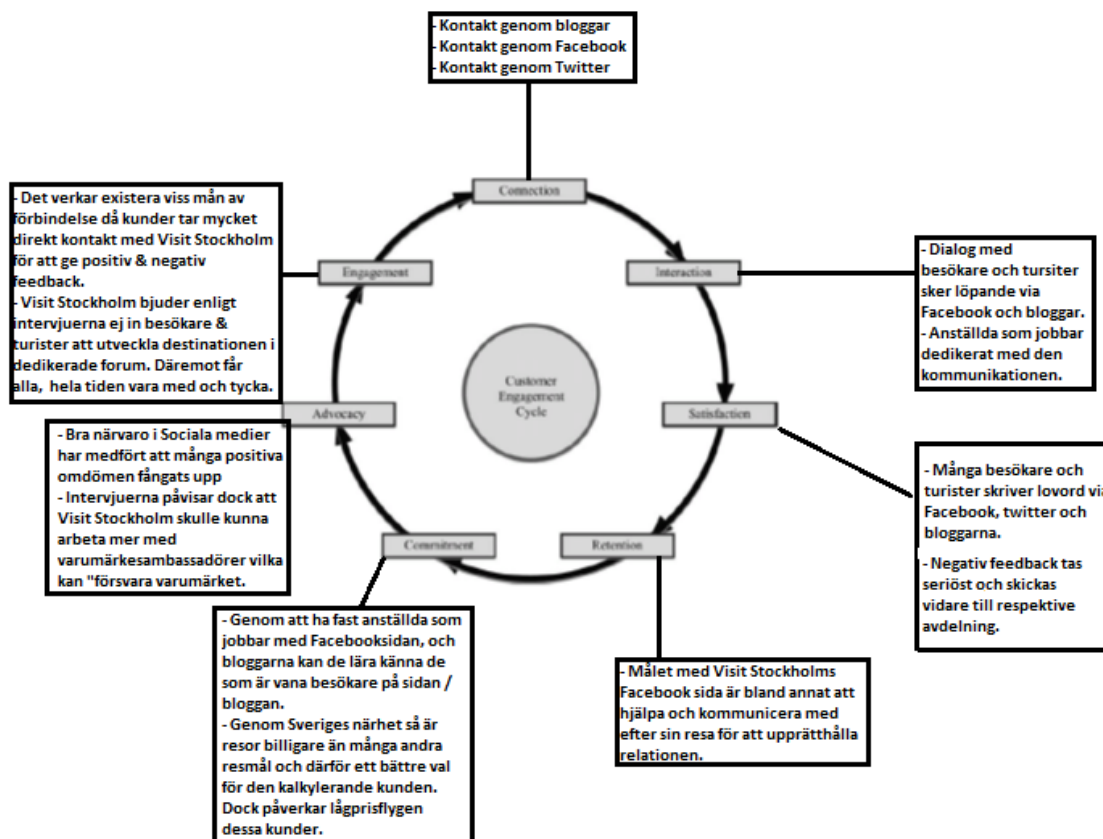 - Kontakt genom bloggar
- Kontakt genom Facebook
- Kontakt genom Twitter
Connection
- Det verkar existera viss mån av
förbindelse då kunder tar mycket
direkt kontakt med Visit Stockholm
för att ge positiv & negativ
feedback.
- Visit Stockholm bjuder enligt
intervjuerna ej in besökare &
turister att utveckla destinationen i
dedikerade forum. Däremot får
alla, hela tiden vara med och tycka.
Engagement
Interaction
- Dialog med
besökare och tursiter
sker löpande via
Facebook och bloggar.
- Anställda som jobbar
dedikerat med den
kommunikationen.
Customer
Engagement
Cycle
Advocacy
Satisfaction
- Bra närvaro i Sociala medier
har medfört att många positiva
omdömen fångats upp
- Intervjuerna påvisar dock att
Visit Stockholm skulle kunna
arbeta mer med
varumärkesambassadörer vilka
kan "försvara varumärket.
- Många besökare och
turister skriver lovord via
Facebook, twitter och
bloggarna.
- Negativ feedback tas
seriöst och skickas
vidare till respektive
avdelning.
Commitment
Retention
- Genom att ha fast anställda som
jobbar med Facebooksidan, och
bloggarna kan de lära känna de
som är vana besökare på sidan /
bloggan.
- Genom Sveriges närhet så är
resor billigare än många andra
resmål och därför ett bättre val
för den kalkylerande kunden.
Dock påverkar lågprisflygen
dessa kunder.
- Målet med Visit Stockholms
Facebook sida är bland annat att
hjälpa och kommunicera med
efter sin resa för att upprätthålla
relationen.